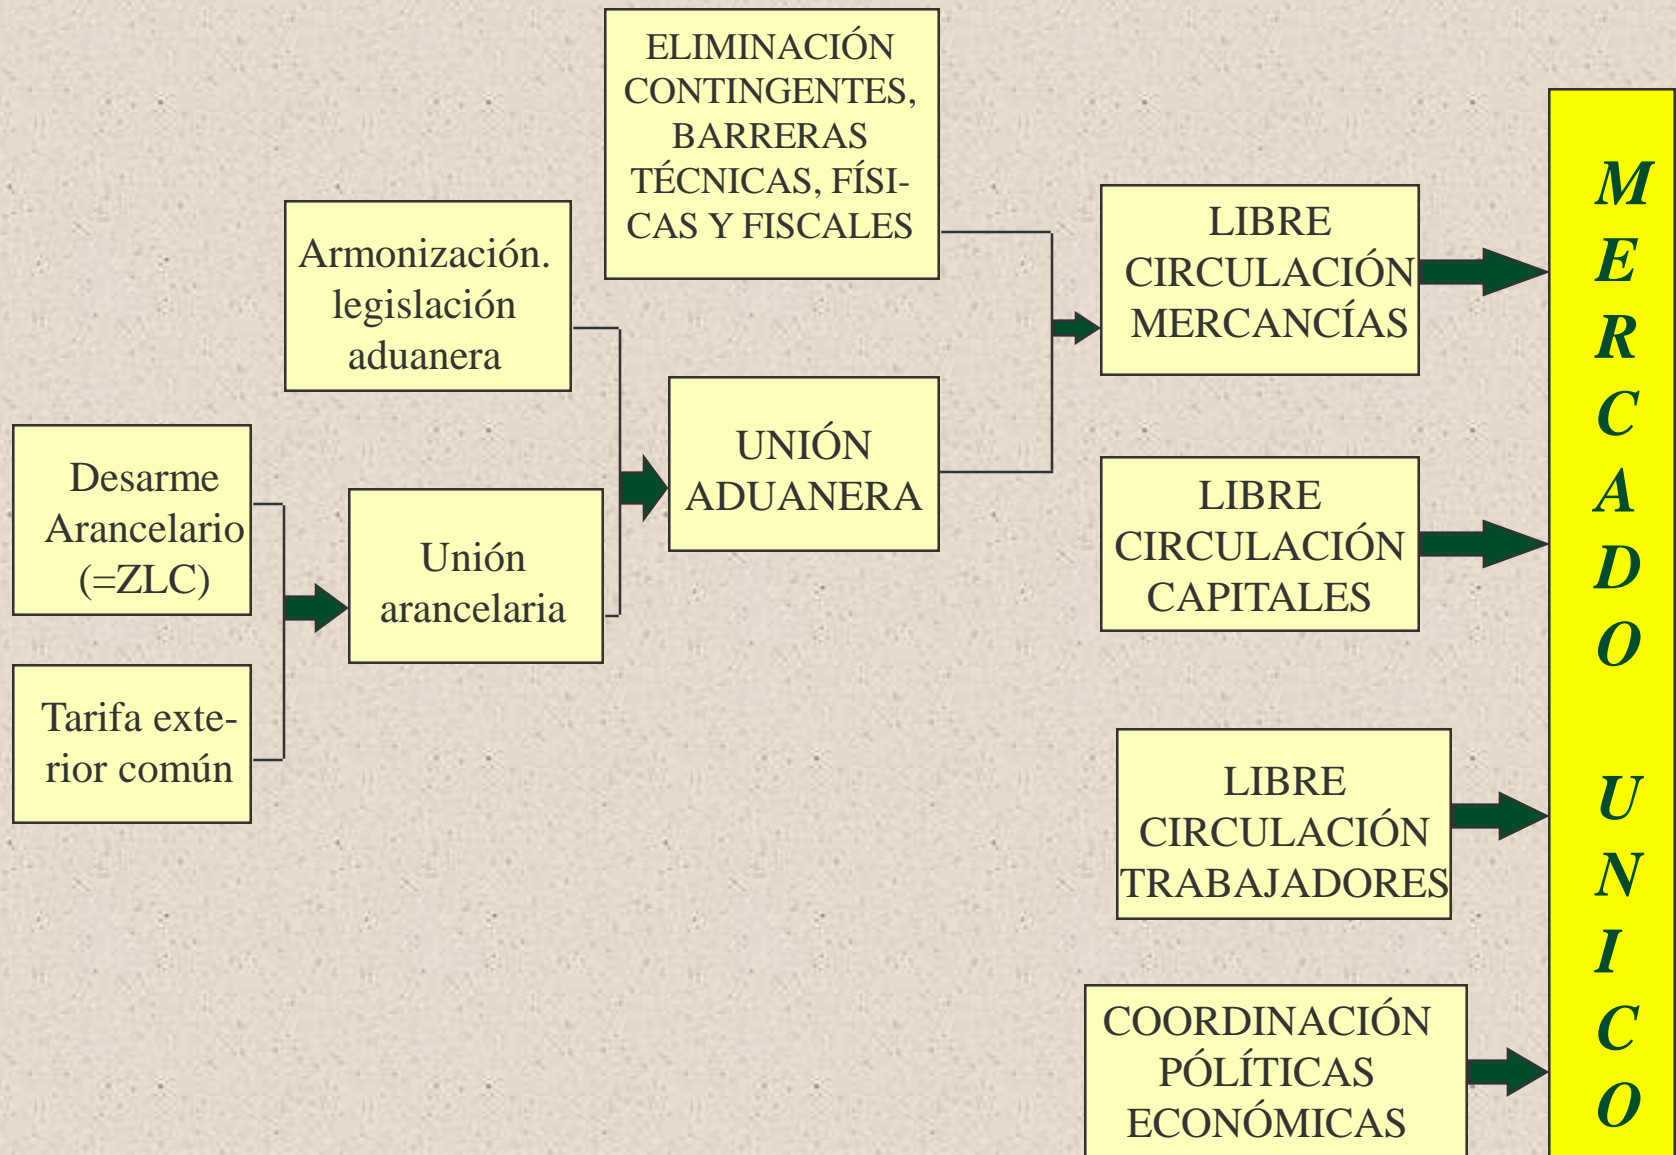 ELIMINACIÓN
CONTINGENTES,
BARRERAS
TÉCNICAS, FÍSI-
CAS Y FISCALES
Armonización.
legislación
aduanera
Desarme
Arancelario
(=ZLC)
Tarifa exte-
rior común
Unión
arancelaria
UNIÓN
ADUANERA
LIBRE
CIRCULACIÓN
MERCANCÍAS
LIBRE
CIRCULACIÓN
CAPITALES
LIBRE
CIRCULACIÓN
TRABAJADORES
COORDINACIÓN
PÓLÍTICAS
ECONÓMICAS
M
E
R
C
A
D
O
U
N
I
C
O